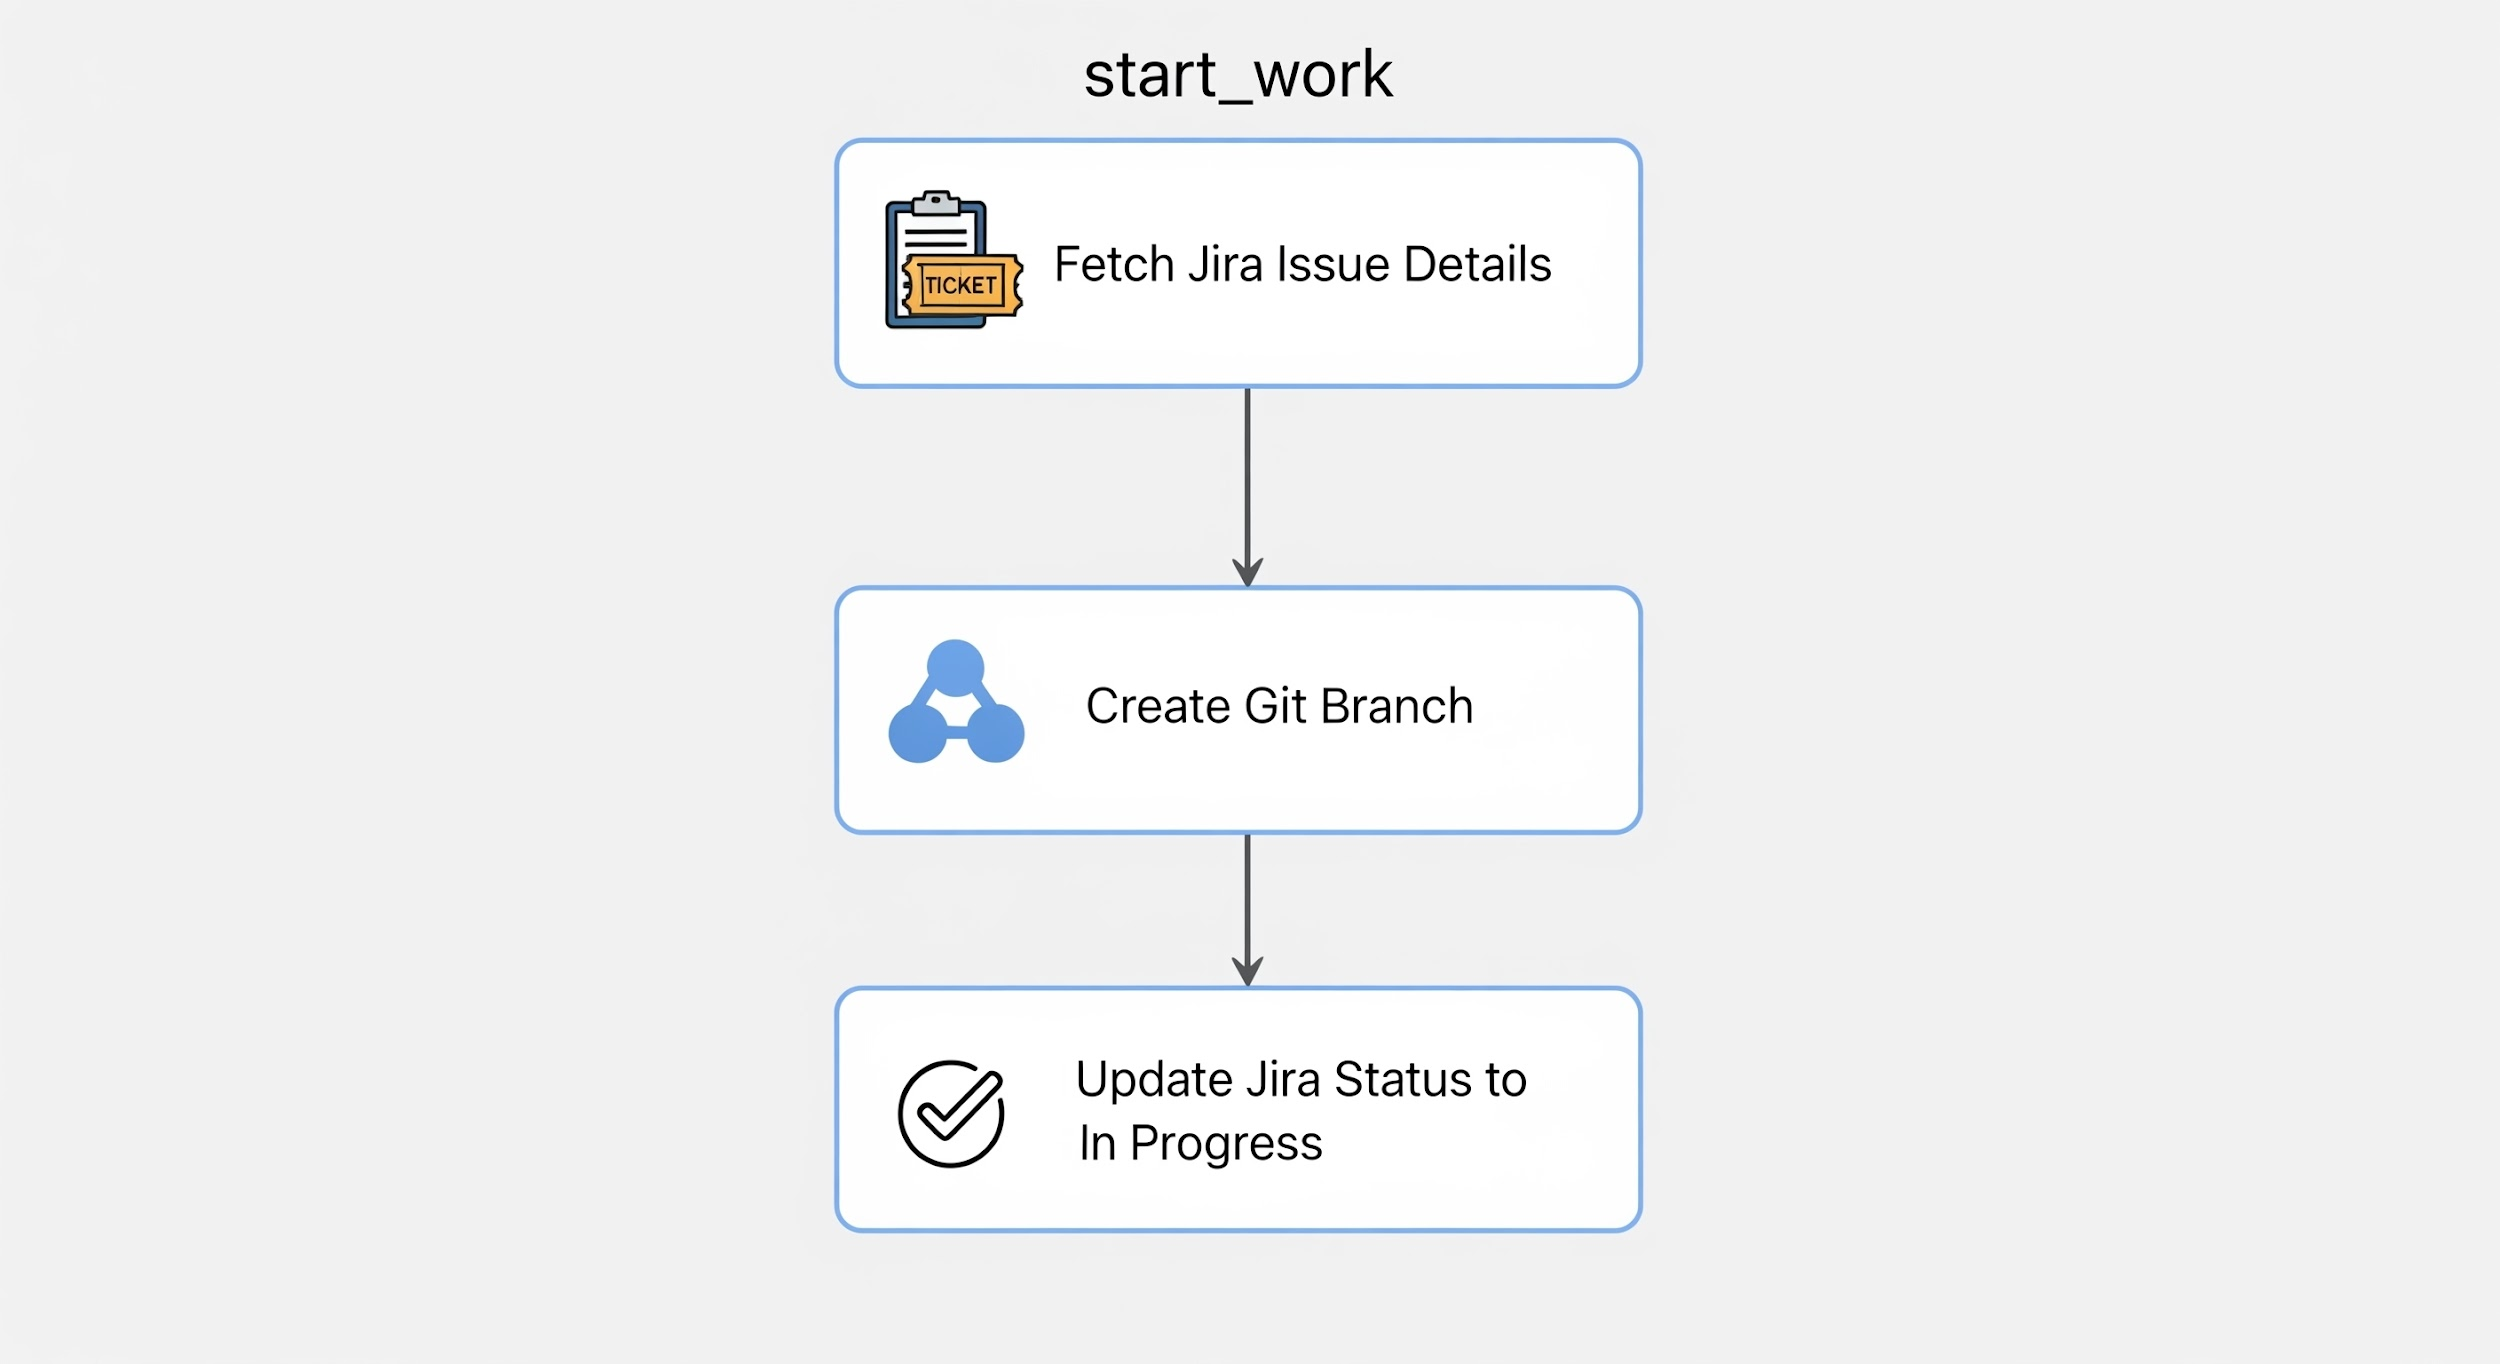 start_work
TICKET
Fetch Jira Issue Details
Create Git Branch
Update Jira Status to
In Progress